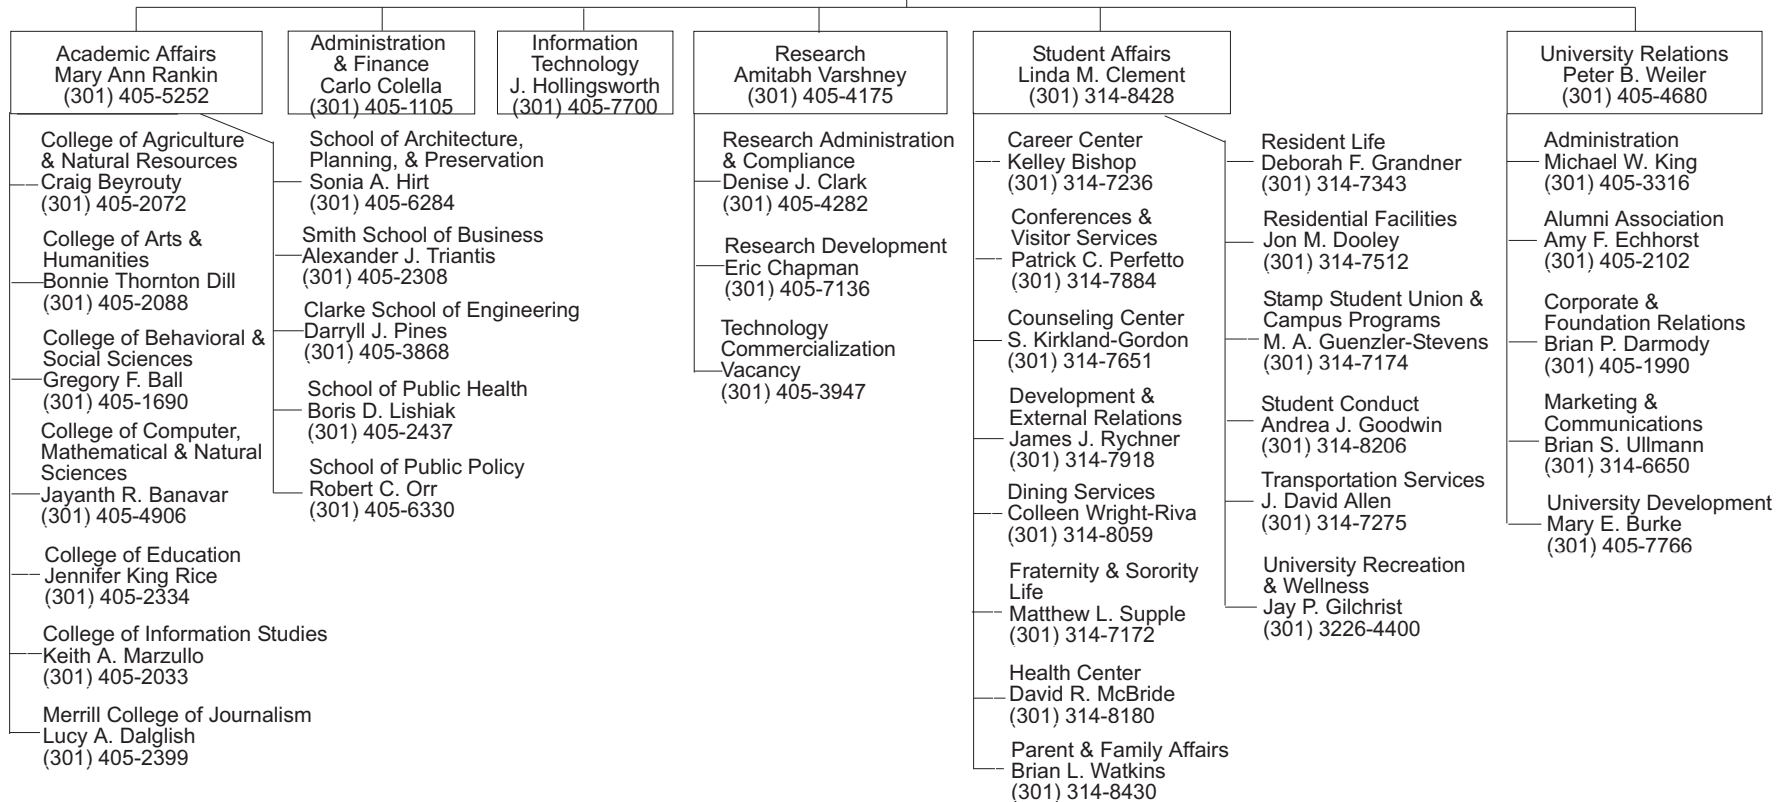 Academic Affairs
Mary Ann Rankin
(301) 405-5252
Administration
& Finance
Carlo Colella
(301) 405-1105
Information
Technology
J. Hollingsworth
(301) 405-7700
Research
Amitabh Varshney
(301) 405-4175
Student Affairs
Linda M. Clement
(301) 314-8428
University Relations
Peter B. Weiler
(301) 405-4680
College of Agriculture
& Natural Resources
Craig Beyrouty
(301) 405-2072
College of Arts &
Humanities
Bonnie Thornton Dill
(301) 405-2088
College of Behavioral &
Social Sciences
Gregory F. Ball
(301) 405-1690
College of Computer,
Mathematical & Natural
Sciences
Jayanth R. Banavar
(301) 405-4906
College of Education
Jennifer King Rice
(301) 405-2334
College of Information Studies
Keith A. Marzullo
(301) 405-2033
Merrill College of Journalism
Lucy A. Dalglish
(301) 405-2399
School of Architecture,
Planning, & Preservation
Sonia A. Hirt
(301) 405-6284
Smith School of Business
Alexander J. Triantis
(301) 405-2308
Clarke School of Engineering
Darryll J. Pines
(301) 405-3868
School of Public Health
Boris D. Lishiak
(301) 405-2437
School of Public Policy
Robert C. Orr
(301) 405-6330
Research Administration
& Compliance
Denise J. Clark
(301) 405-4282
Research Development
Eric Chapman
(301) 405-7136
Technology
Commercialization
Vacancy
(301) 405-3947
Career Center
Kelley Bishop
(301) 314-7236
Conferences &
Visitor Services
Patrick C. Perfetto
(301) 314-7884
Counseling Center
S. Kirkland-Gordon
(301) 314-7651
Development &
External Relations
James J. Rychner
(301) 314-7918
Dining Services
Colleen Wright-Riva
(301) 314-8059
Fraternity & Sorority
Life
Matthew L. Supple
(301) 314-7172
Health Center
David R. McBride
(301) 314-8180
Parent & Family Affairs
Brian L. Watkins
(301) 314-8430
Resident Life
Deborah F. Grandner
(301) 314-7343
Residential Facilities
Jon M. Dooley
(301) 314-7512
Stamp Student Union &
Campus Programs
M. A. Guenzler-Stevens
(301) 314-7174
Student Conduct
Andrea J. Goodwin
(301) 314-8206
Transportation Services
J. David Allen
(301) 314-7275
University Recreation
& Wellness
Jay P. Gilchrist
(301) 3226-4400
Administration
Michael W. King
(301) 405-3316
Alumni Association
Amy F. Echhorst
(301) 405-2102
Corporate &
Foundation Relations
Brian P. Darmody
(301) 405-1990
Marketing &
Communications
Brian S. Ullmann
(301) 314-6650
University Development
Mary E. Burke
(301) 405-7766